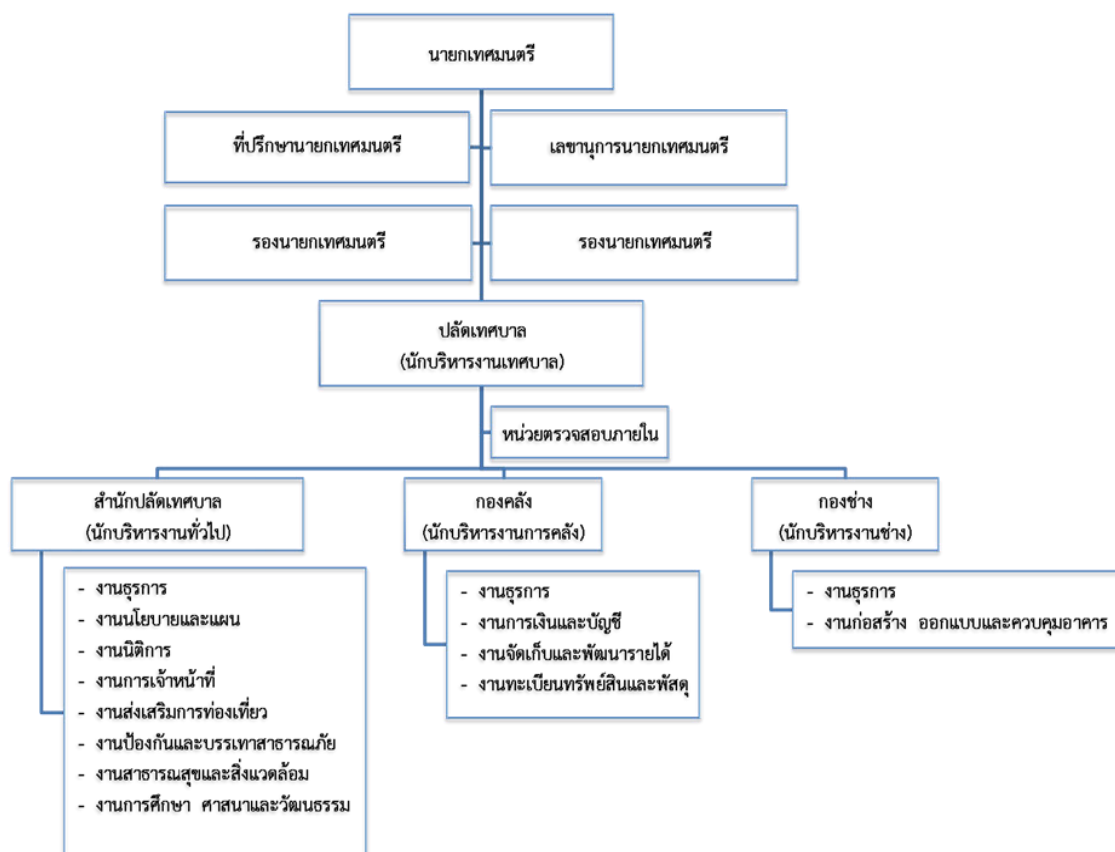 นายกเทศมนตรี
ที่ปรึกษานายกเทศมนตรี
เลขานุการนายกเทศมนตรี
รองนายกเทศมนตรี
รองนายกเทศมนตรี
ปลัดเทศบาล
(นักบริหารงานเทศบาล)
หน่วยตรวจสอบภายใน
สำนักปลัดเทศบาล
(นักบริหารงานทั่วไป)
- งานธุรการ
- งานนโยบายและแผน
- งานนิติการ
- งานการเจ้าหน้าที่
- งานส่งเสริมการท่องเที่ยว
- งานป้องกันและบรรเทาสาธารณภัย
- งานสาธารณสุขและสิ่งแวดล้อม
- งานการศึกษา ศาสนาและวัฒนธรรม
กองคลัง
(นักบริหารงานการคลัง)
- งานธุรการ
- งานการเงินและบัญชี
- งานจัดเก็บและพัฒนารายได้
- งานทะเบียนทรัพย์สินและพัสดุ
กองช่าง
(นักบริหารงานช่าง)
- งานธุรการ
- งานก่อสร้าง ออกแบบและควบคุมอาคาร